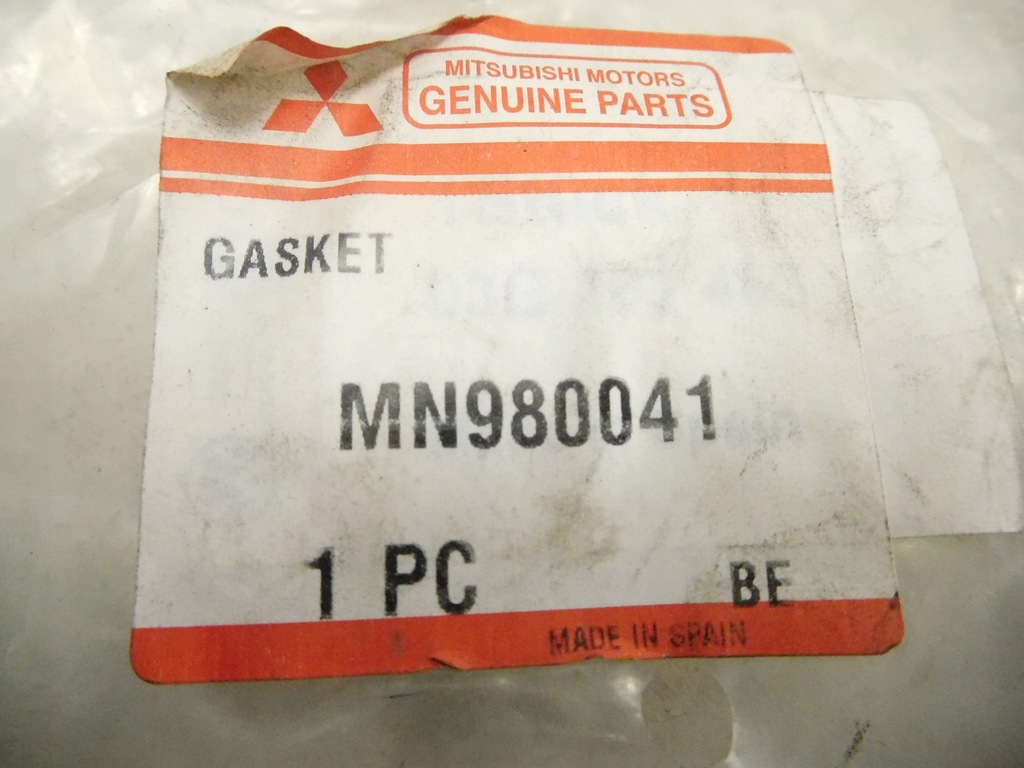 MITSUBISHI MOTORS
GENUINE PARTS
GASKET
MN980041
1 PC BE
MADE IN SPAIN